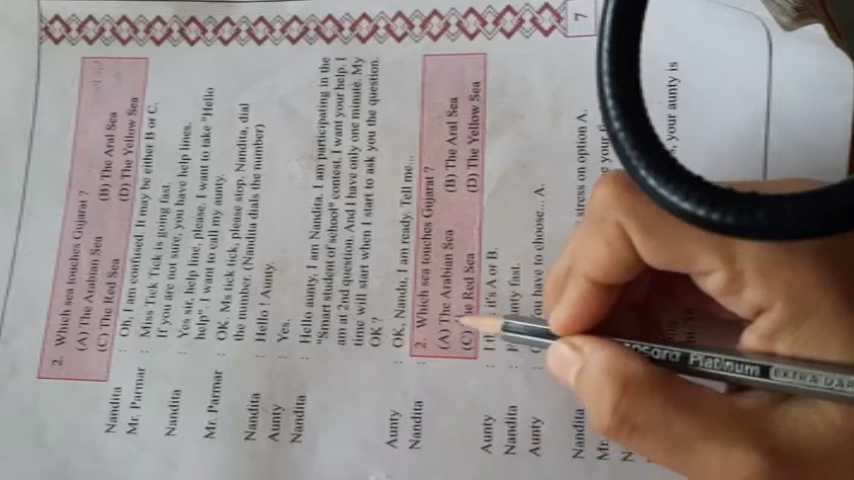 7
2. Which sea touches Gujarat ?
(A) The Arabian Sea (B) The Aral Sea
(C) The Red Sea (D) The Yellow Sea
Nandita : Oh, I am confused. It may be either B or C.
Mr. Parmar : Miss Tick Tick is going fast.
If you are not sure, you have help lines.
Nandita : Yes sir, help line, please. I want to take "Hello
help". I want to call my aunty.
Mr. Parmar : OK. Ms tick tick, please stop. Nandita, dial
the number. (Nandita dials the number)
Nandita : Hello ! Aunty.
Aunty : Yes.
Nandita : Hello aunty, I am Nandita. I am participating in the
"Smart student of school" contest. I want your help. I
am at 2nd question. And I have only one minute. My
time will start when I start to ask you the question.
OK ?
Aunty : OK, Nandu, I am ready. Tell me...
Nandita :
2. Which sea touches Gujarat ?
(A) The Arabian Sea (B) The Aral Sea
(C) The Red Sea (D) The Yellow Sea
Aunty : it's A or B.
Nandita : fast.
Aunty : you have to choose... A.
Nandita stress on option A.
your aunty is
Platinum
EXTRA DARK